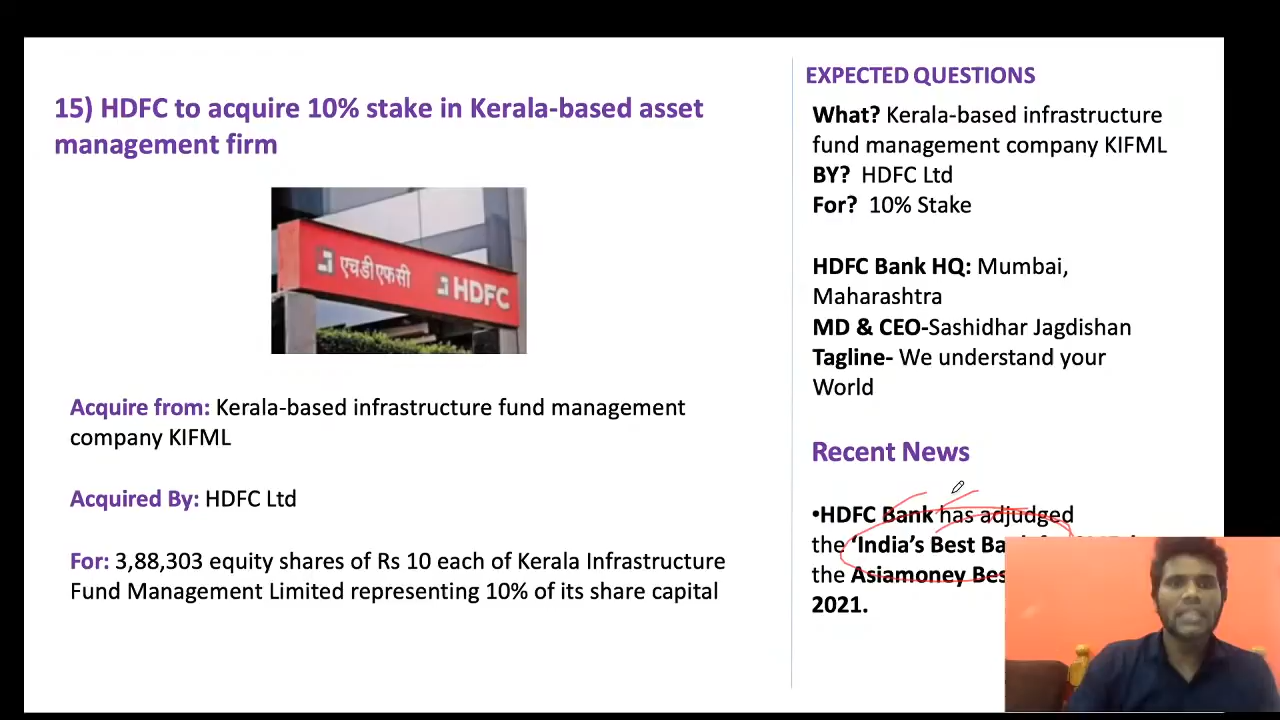 15) HDFC to acquire 10% stake in Kerala-based asset
management firm
एचडीएफसी
HDFC
Acquire from: Kerala-based infrastructure fund management
company KIFML
Acquired By: HDFC Ltd
For: 3,88,303 equity shares of Rs 10 each of Kerala Infrastructure
Fund Management Limited representing 10% of its share capital
EXPECTED QUESTIONS
What? Kerala-based infrastructure
fund management company KIFML
BY? HDFC Ltd
For? 10% Stake
HDFC Bank HQ: Mumbai,
Maharashtra
MD & CEO-Sashidhar Jagdishan
Tagline- We understand your
World
Recent News
•HDFC Bank has adjudged
the ‘India’s Best
the Asiamoney
2021.